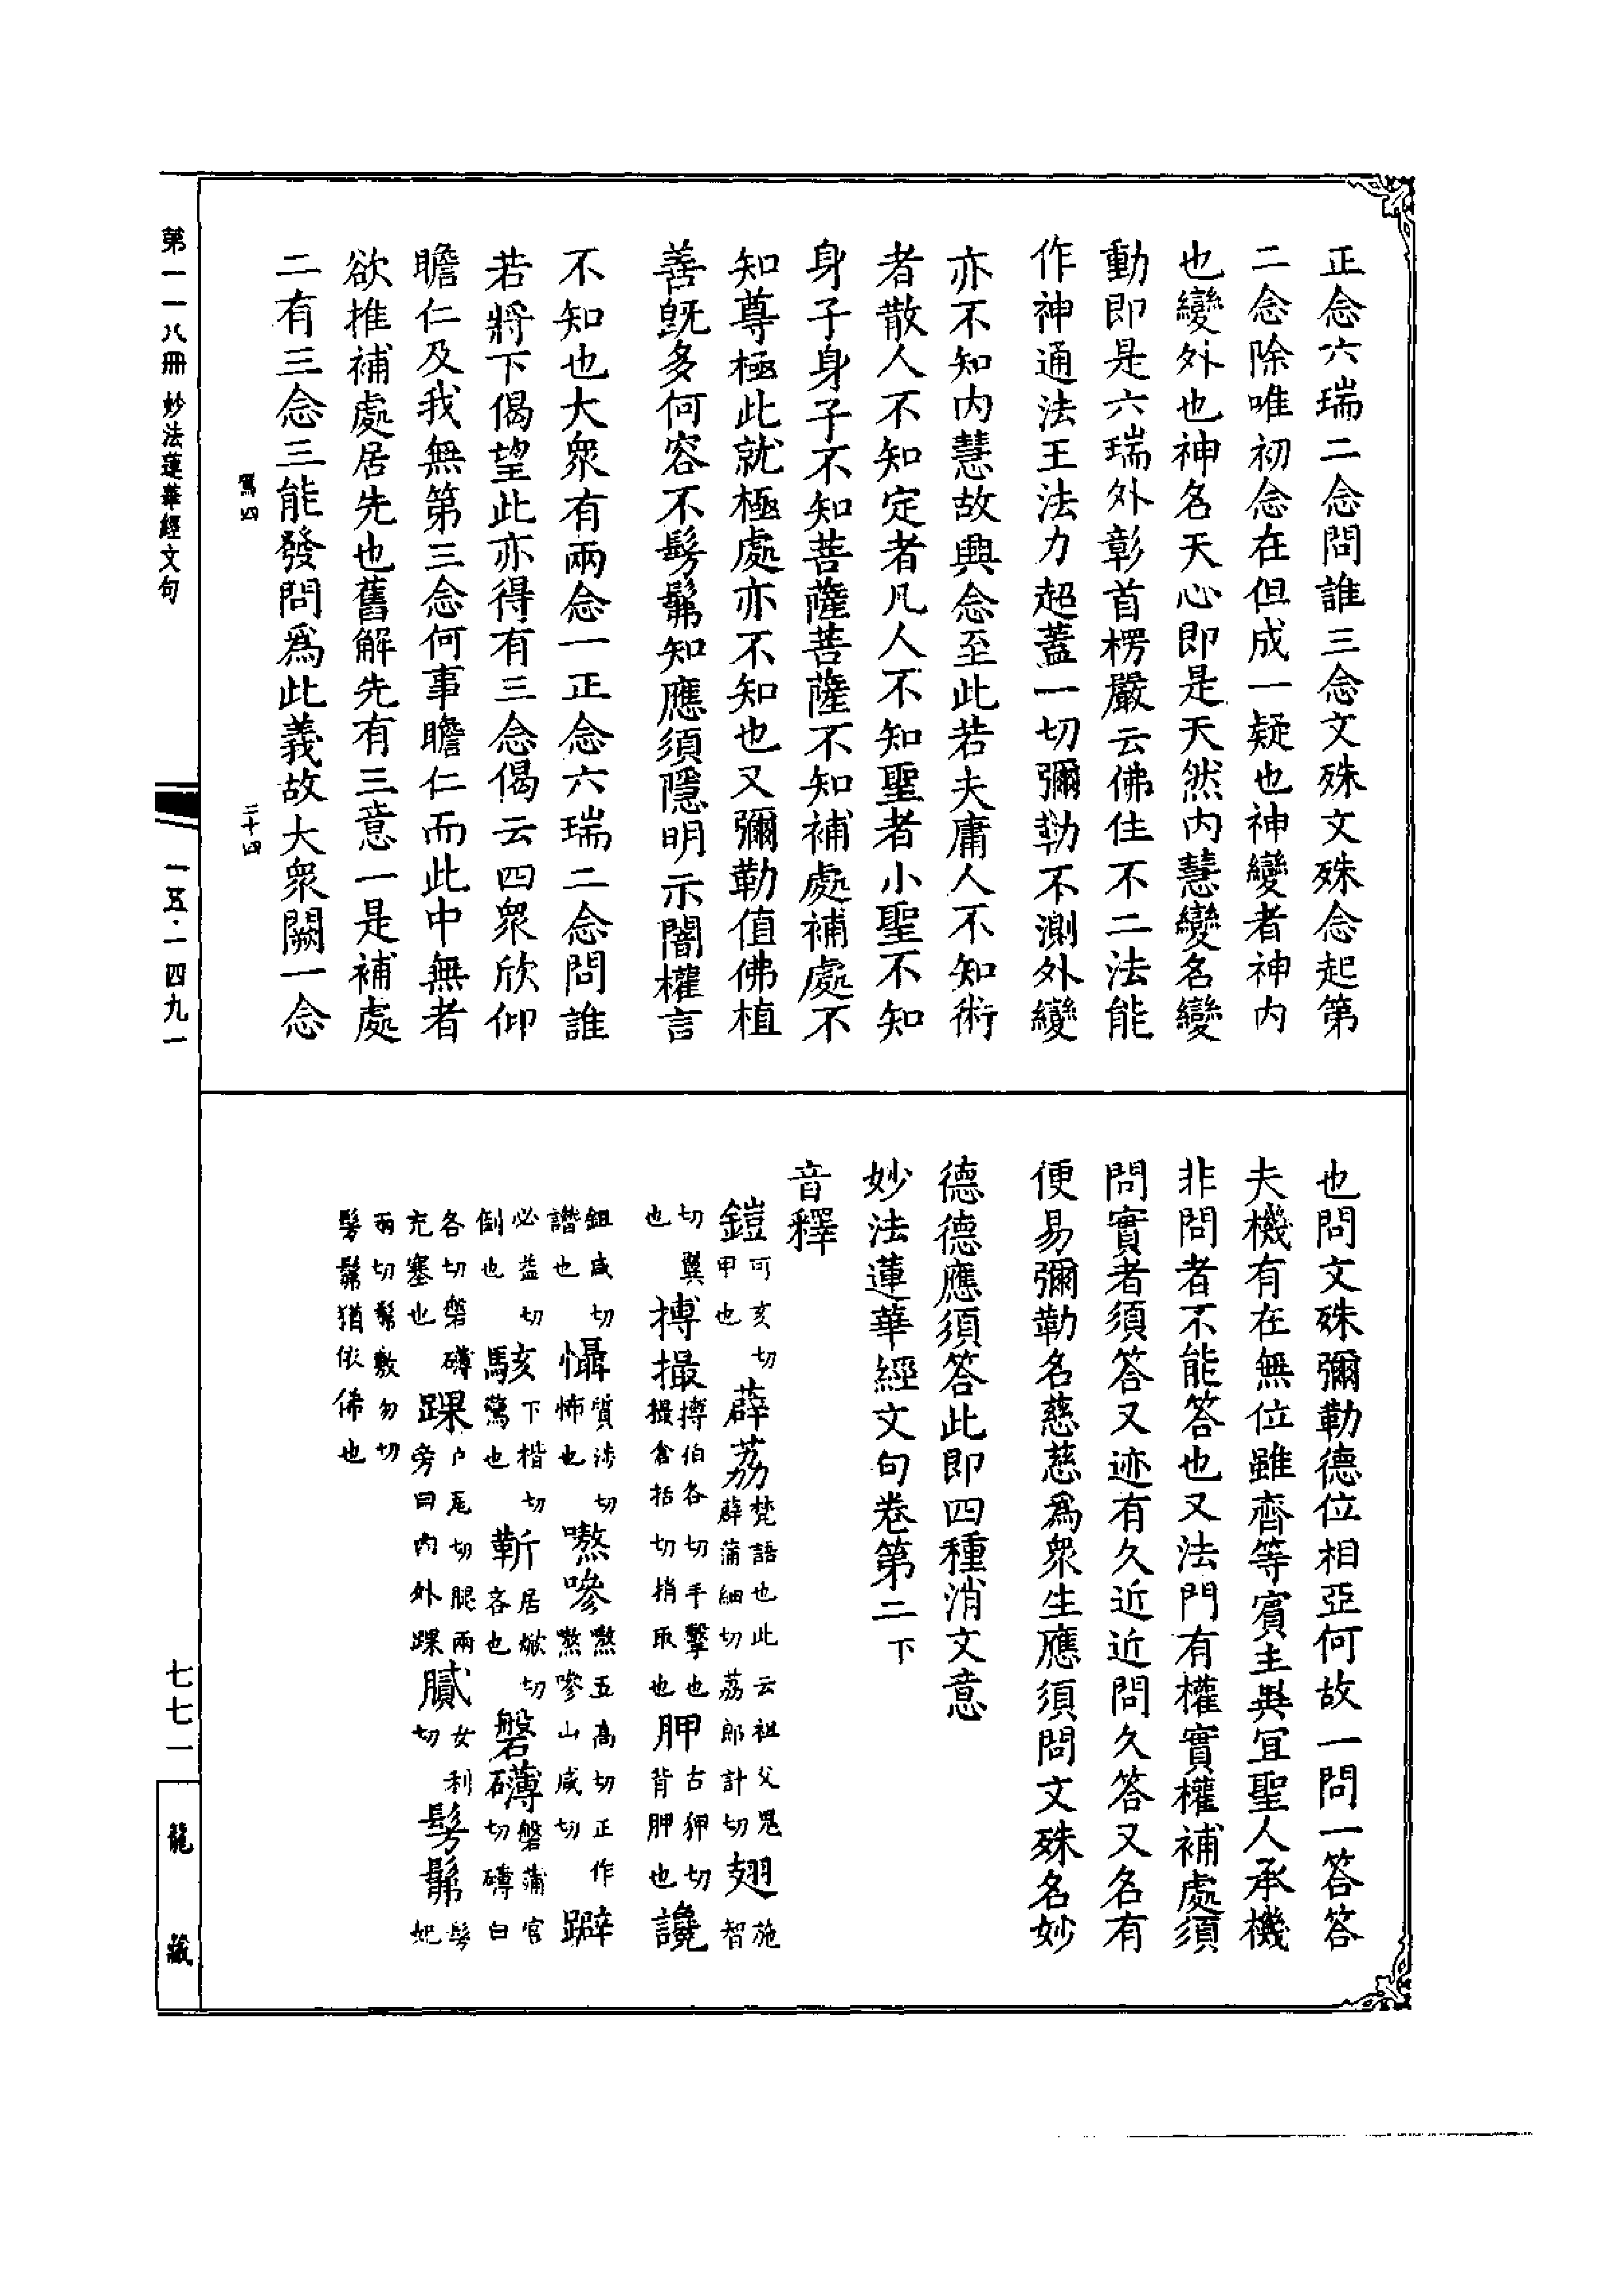 正念六瑞二念問誰三念文殊文殊念起第
二念除唯初念在但成一疑也神變者神内
也變外也神名天心即是天然内慧變名變
動即是六瑞外彰首楞嚴云佛住不二法能
作神通法王法力超蓋一切彌勒不測外變
亦不知内慧故興念至此若夫庸人不知術
者散人不知定者凡人不知聖者小聖不知
身子身子不知菩薩菩薩不知補處補處不
知尊極此就極處亦不知也又彌勒值佛植
善既多何容不髣髴知應須隱明示闇權言
不知也大衆有兩念一正念六瑞二念問誰
若將下偈望此亦得有三念偈云四衆欣仰
瞻仁及我無第三念何事瞻仁而此中無者
欲推補處居先也舊解先有三意一是補處
二有三念三能發問爲此義故大衆闕一念
駕四 二十四
也問文殊彌勒德位相亞何故一問一答答
夫機有在無位雖齊等賓主異宜聖人承機
非問者不能答也又法門有權實權補處須
問實者須答又迹有久近近問久答又名有
便易彌勒名慈慈爲衆生應須問文殊名妙
德德應須答此即四種消文意
妙法蓮華經文句卷第二下
音釋
鎧可亥切甲也薜荔梵語也此云祖父鬼薜蒲細切荔郎計切翅施智
切翼也搏撮搏伯各切手擊也撮倉括切捎取也胛古狎切背胛也讒
鉏咸切譖也懾質涉切怖也嗷嘇嗷五高切正作嗸嘇山咸切躃
必益切倒也駭下楷切驚也靳居焮切吝也磐礴磐蒲官切礴白
各切磐礴充塞也踝户瓦切腿兩旁曰内外踝膩女利切髣髴髣妃
兩切髴敷勿切髣髴猶依俙也
第一一八冊 妙法蓮華經文句
一五·一四九一
七七一
龍藏